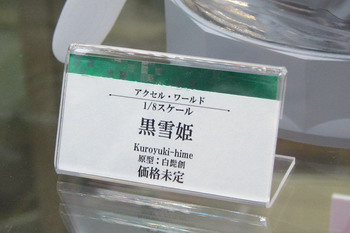 アクセル・ワールド
1/8スケール
黒雪姫
Kuroyuki-hime
原型：白髭創
価格未定